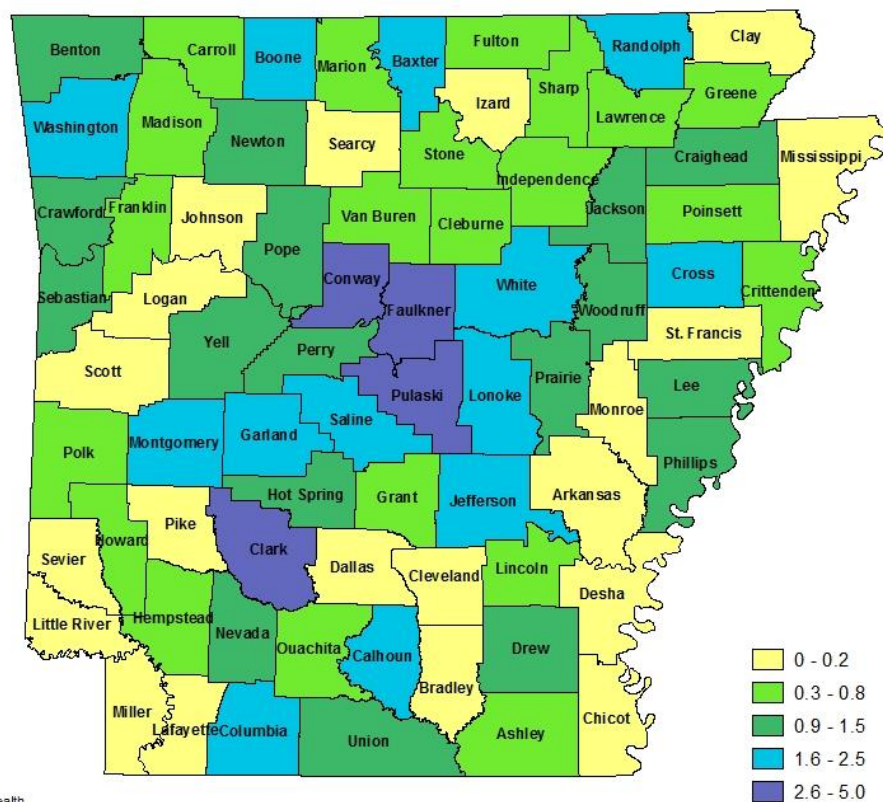 Benton
Carroll
Boone
Marion
Baxter
Fulton
Randolph
Clay
Sharp
Izard
Greene
Lawrence
Washington
Madison
Newton
Searcy
Stone
Independence
Craighead
Mississippi
Crawford
Franklin
Johnson
Pope
Van Buren
Cleburne
Jackson
Poinsett
Sebastian
Logan
Conway
Faulkner
White
Woodruff
Cross
Crittenden
Scott
Yell
Perry
Pulaski
Lonoke
Prairie
Monroe
St. Francis
Lee
Phillips
Polk
Montgomery
Garland
Saline
Hot Spring
Grant
Jefferson
Arkansas
Sevier
Howard
Pike
Clark
Dallas
Cleveland
Lincoln
Desha
Little River
Hempstead
Nevada
Ouachita
Calhoun
Bradley
Drew
Chicot
Miller
Lafayette
Columbia
Union
Ashley
0 - 0.2
0.3 - 0.8
0.9 - 1.5
1.6 - 2.5
2.6 - 5.0